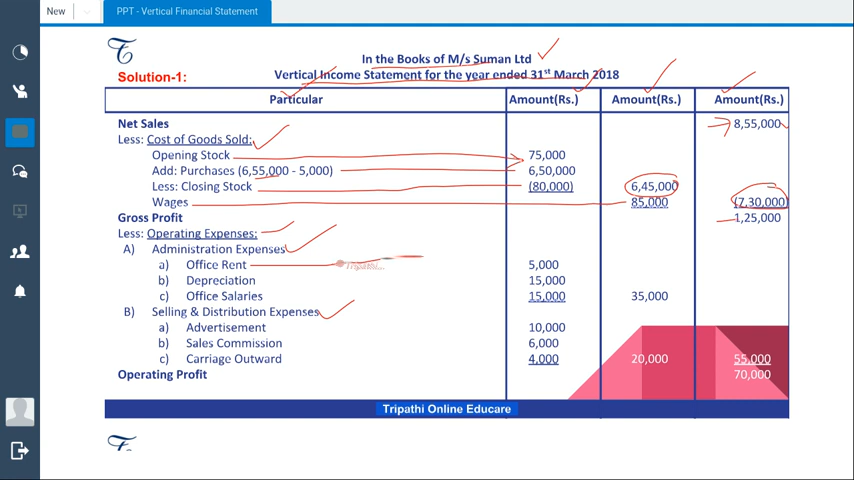 New
PPT - Vertical Financial Statement
In the Books of M/s Suman Ltd
Solution-1:
Vertical Income Statement for the year ended 31st March 2018
Particular Amount(Rs.) Amount(Rs.) Amount(Rs.)
Net Sales 8,55,000
Less: Cost of Goods Sold:
Opening Stock 75,000
Add: Purchases (6,55,000 - 5,000) 6,50,000
Less: Closing Stock (80,000) 6,45,000
Wages 85,000 (7,30,000)
Gross Profit 1,25,000
Less: Operating Expenses:
A) Administration Expenses
a) Office Rent 5,000
Tripathi...
b) Depreciation 15,000
c) Office Salaries 15,000 35,000
B) Selling & Distribution Expenses
a) Advertisement 10,000
b) Sales Commission 6,000
c) Carriage Outward 4,000 20,000 55,000
Operating Profit 70,000
Tripathi Online Educare